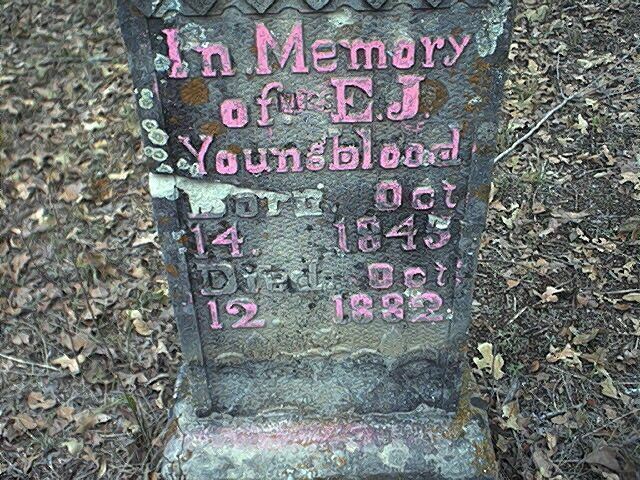 In Memory
of Mrs E.J.
Youngblood
Born. Oct
14. 1845
Died. Oct
12 1882